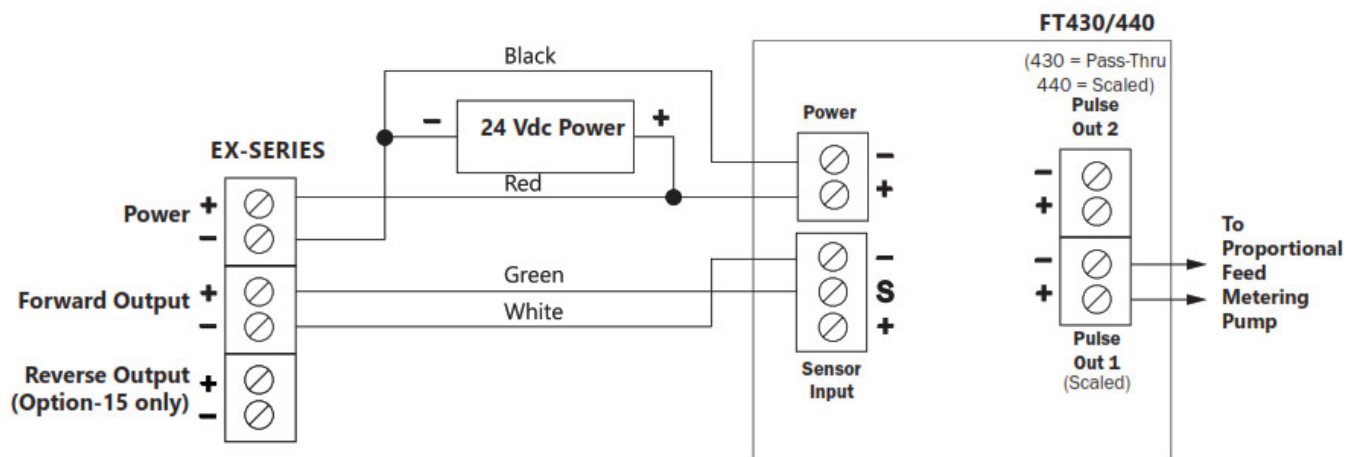 FT430/440
(430 = Pass-Thru
440 = Scaled)
Pulse
Out 2
Black
− 24 Vdc Power +
Power
−
+
EX-SERIES
Red
Power +
−
−
+
To
Proportional
Feed
Metering
Pump
Forward Output +
−
Green
White
−
S
+
Sensor
Input
−
+
Pulse
Out 1
(Scaled)
Reverse Output +
(Option-15 only) −